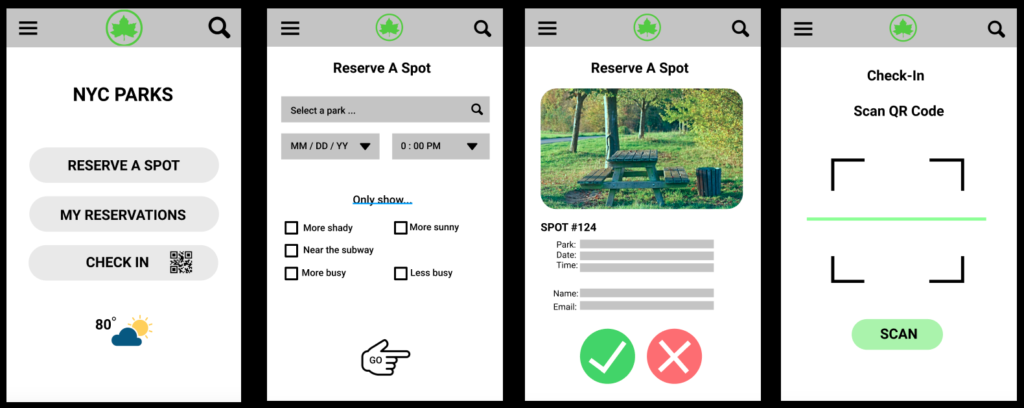 NYC PARKS
RESERVE A SPOT
MY RESERVATIONS
CHECK IN
80°
Reserve A Spot
Select a park ...
MM / DD / YY
0 : 00 PM
Only show...
More shady
More sunny
Near the subway
More busy
Less busy
GO
Reserve A Spot
SPOT #124
Park:
Date:
Time:
Name:
Email:
Check-In
Scan QR Code
SCAN